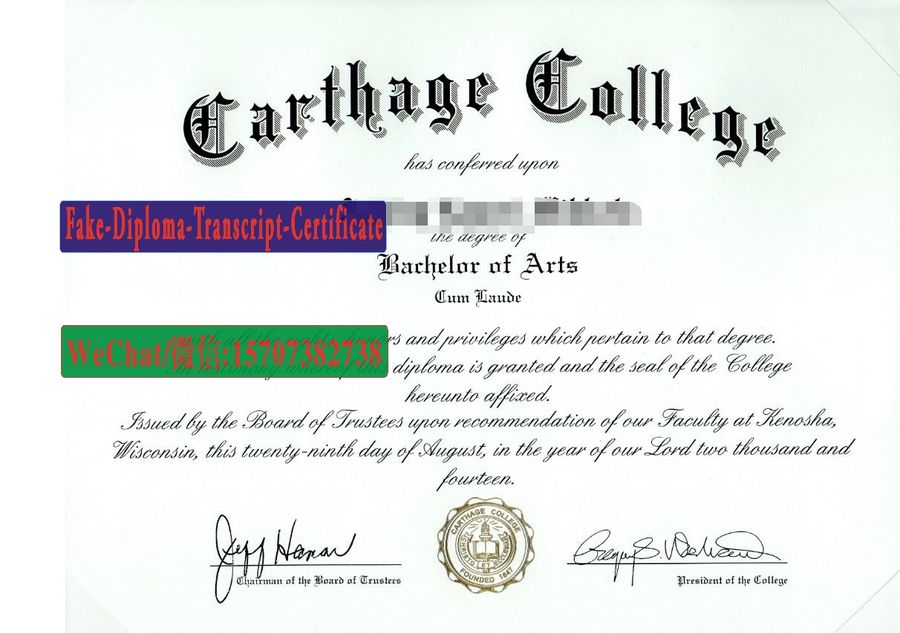 Carthage College
has conferred upon
Fake-Diploma-Transcript-Certificate
the degree of
Bachelor of Arts
Cum Laude
and privileges which pertain to that degree.
WeChat/微信:15707382738
diploma is granted and the seal of the College
hereunto affixed.
Issued by the Board of Trustees upon recommendation of our Faculty at Kenosha,
Wisconsin, this twenty-ninth day of August, in the year of our Lord two thousand and
fourteen.
CARTHAGE COLLEGE
FOUNDED 1847
Chairman of the Board of Trustees
President of the College